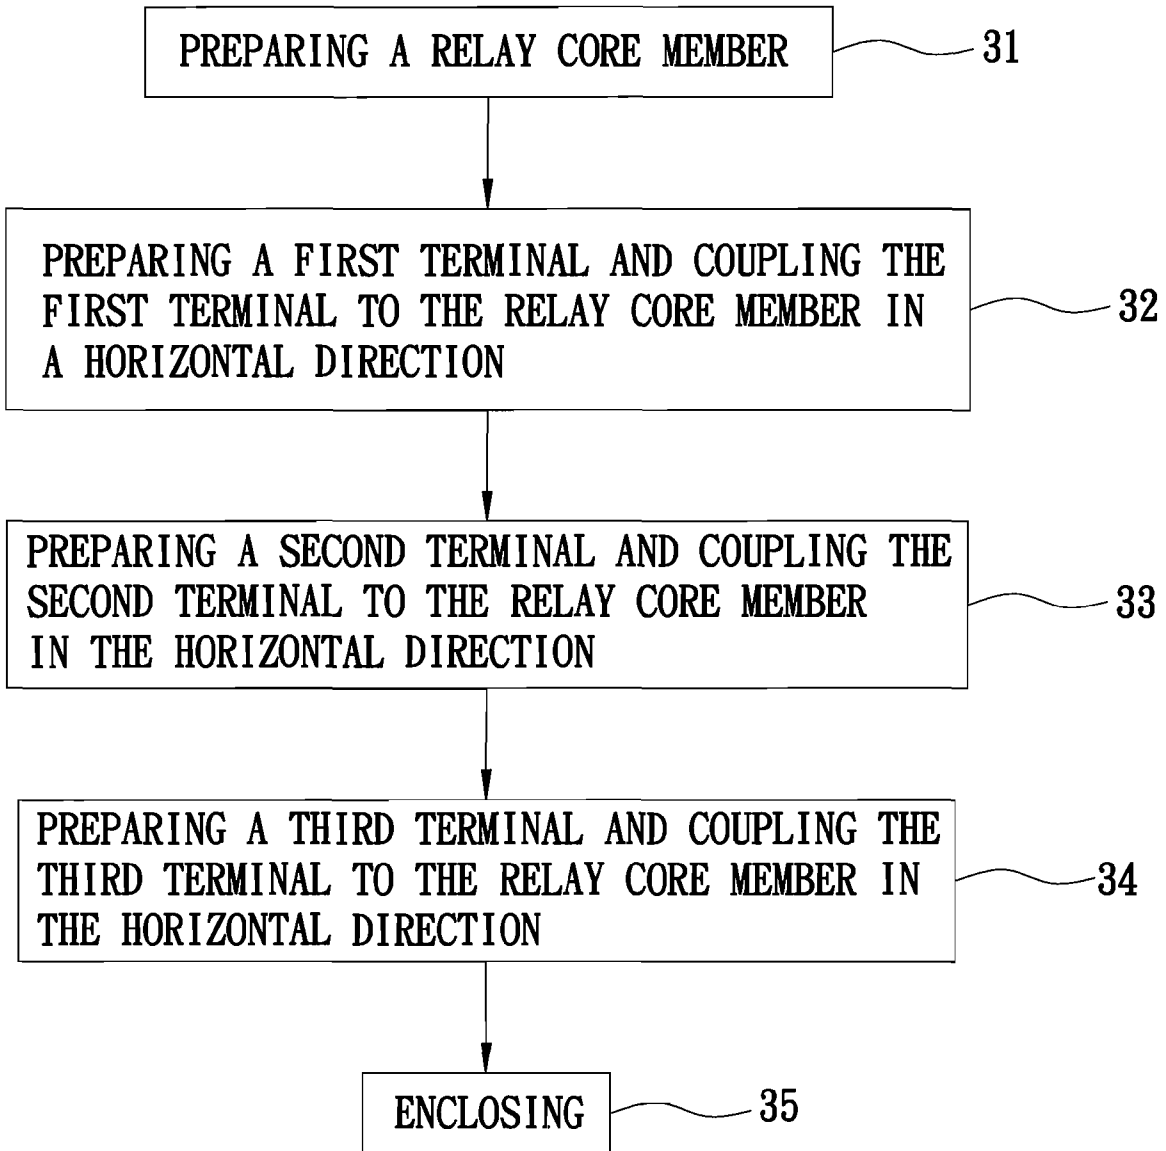 PREPARING A RELAY CORE MEMBER
31
PREPARING A FIRST TERMINAL AND COUPLING THE
FIRST TERMINAL TO THE RELAY CORE MEMBER IN
A HORIZONTAL DIRECTION
32
PREPARING A SECOND TERMINAL AND COUPLING THE
SECOND TERMINAL TO THE RELAY CORE MEMBER
IN THE HORIZONTAL DIRECTION
33
PREPARING A THIRD TERMINAL AND COUPLING THE
THIRD TERMINAL TO THE RELAY CORE MEMBER IN
THE HORIZONTAL DIRECTION
34
ENCLOSING
35